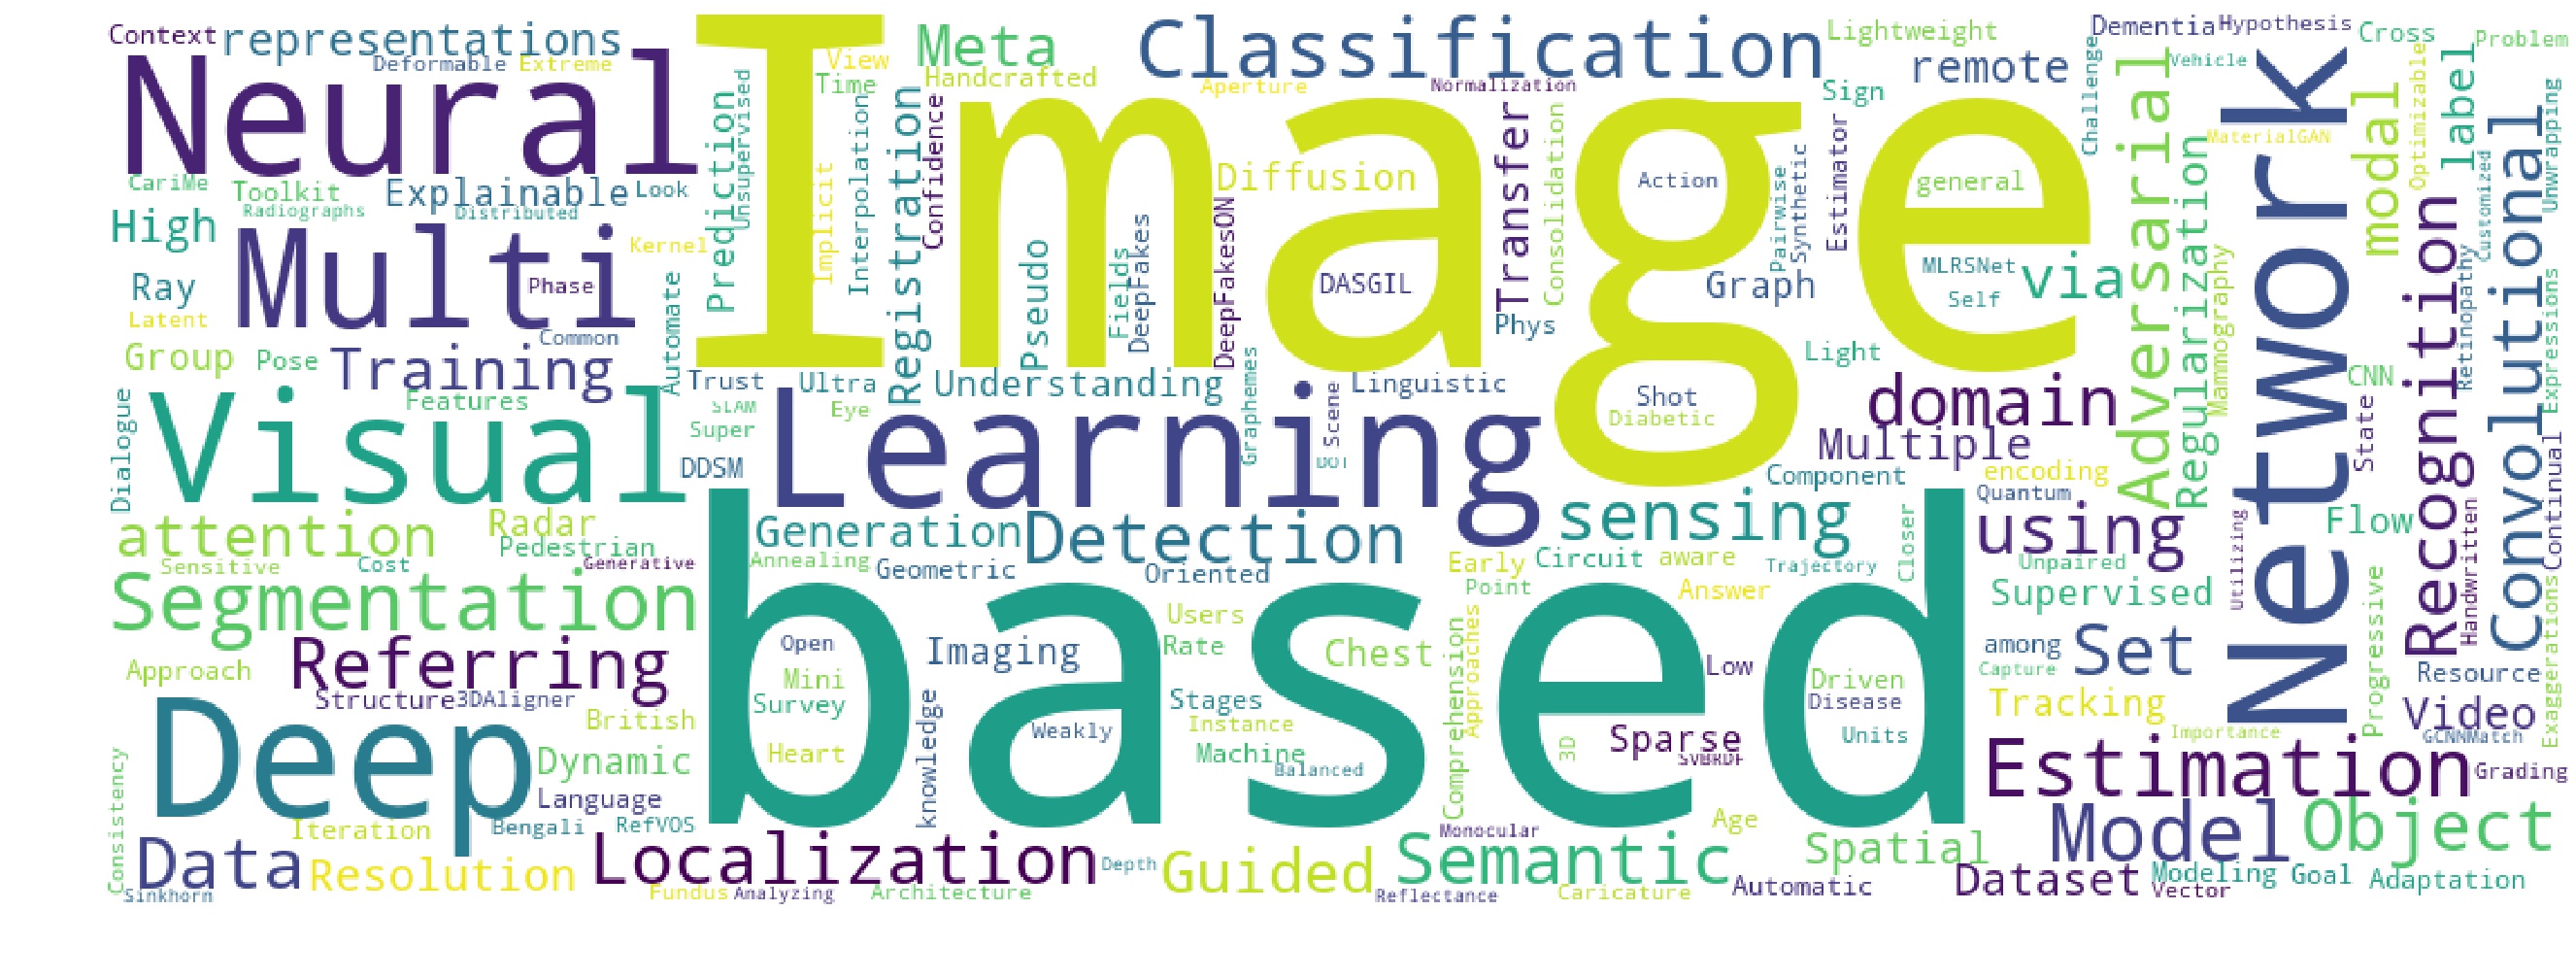 Context
representations
Deformable
Extreme
Neural
Image
View
Time
Meta
Handcrafted
Classification
Aperture
Normalization
Lightweight
Sign
remote
Dementia
Hypothesis
Vehicle
Challenge
Cross
Problem
Optimizable
label
Unwrapping
CariMe
Toolkit
Radiographs
Explainable
Distributed
Look
Prediction
Unsupervised
Implicit
Interpolation
Registration
Confidence
Diffusion
Transfer
Consolidation
Action
Pairwise
Synthetic
Estimator
general
Adversarial
Regularization
MaterialGAN
Network
modal
Customized
Convolutional
High
Multi
Kernel
Phase
Ray
Latent
Common
Automate
Pseudo
Fields
DeepFakes
DeepFakesON
DASGIL
Phys
Graph
MLRSNet
Self
via
Mammography
Recognition
Retinopathy
Expressions
Group
Pose
Training
Features
Trust
Ultra
SLAM
Eye
Super
Understanding
Graphemes
Scene
DOT
Linguistic
Shot
Diabetic
Light
domain
Multiple
CNN
State
Dialogue
Visual
DDSM
Learning
Component
encoding
Quantum
Continual
attention
Radar
Pedestrian
Sensitive
Cost
Generative
Generation
Annealing
Geometric
Detection
Oriented
Early
Point
sensing
Circuit
aware
Answer
Trajectory
Closer
using
Unpaired
Supervised
Utilizing
Flow
Handwritten
Segmentation
based
Users
Rate
Chest
Comprehension
Approaches
among
Capture
Set
Progressive
Exaggerations
Approach
Referring
Structure
3DAligner
British
Open
Mini
Survey
Heart
Imaging
knowledge
Weakly
Stages
Instance
Machine
Balanced
3D
Low
Sparse
SVBRDF
Driven
Disease
Units
Tracking
Importance
Resource
Video
GCNNMatch
Consistency
Deep
Dynamic
Language
Iteration
Bengali
RefVOS
Monocular
Age
Estimation
Grading
Sinkhorn
Data
Resolution
Localization
Fundus
Analyzing
Architecture
Depth
Guided
Reflectance
Semantic
Caricature
Automatic
Spatial
Dataset
Model
Modeling
Vector
Goal
Object
Adaptation